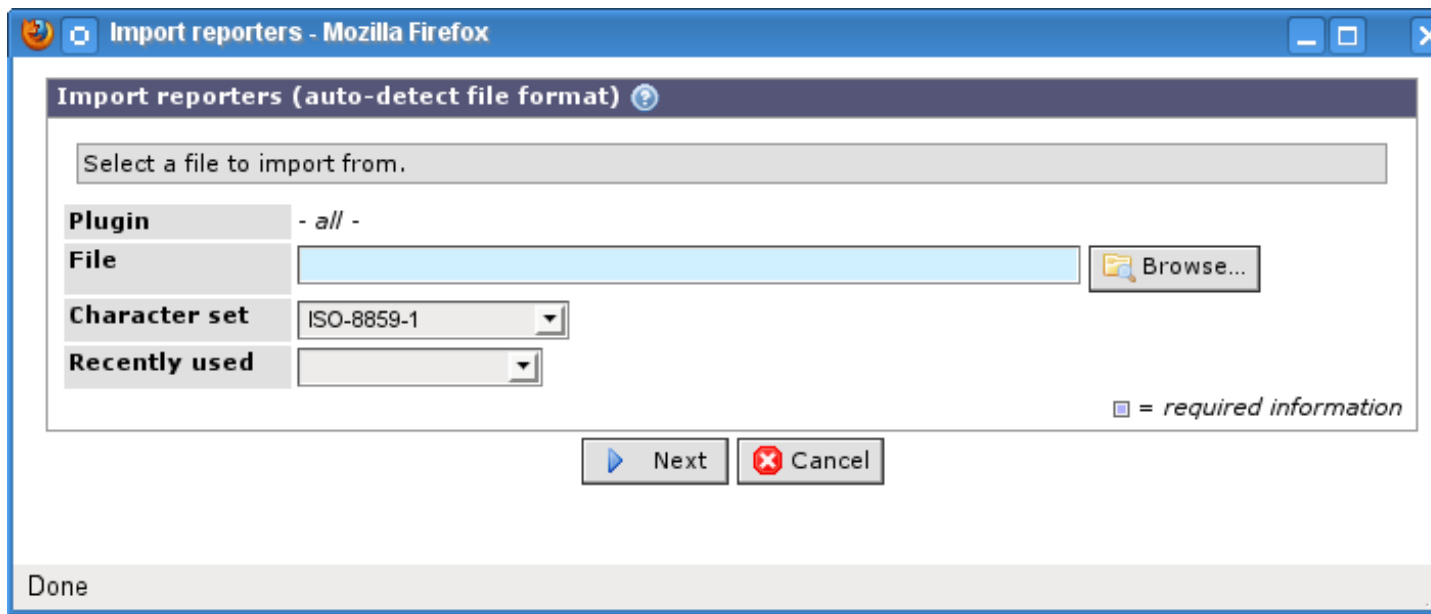 Import reporters - Mozilla Firefox
Import reporters (auto-detect file format) ?
Select a file to import from.
Plugin - all -
File Browse...
Character set ISO-8859-1
Recently used
= required information
Next Cancel
Done